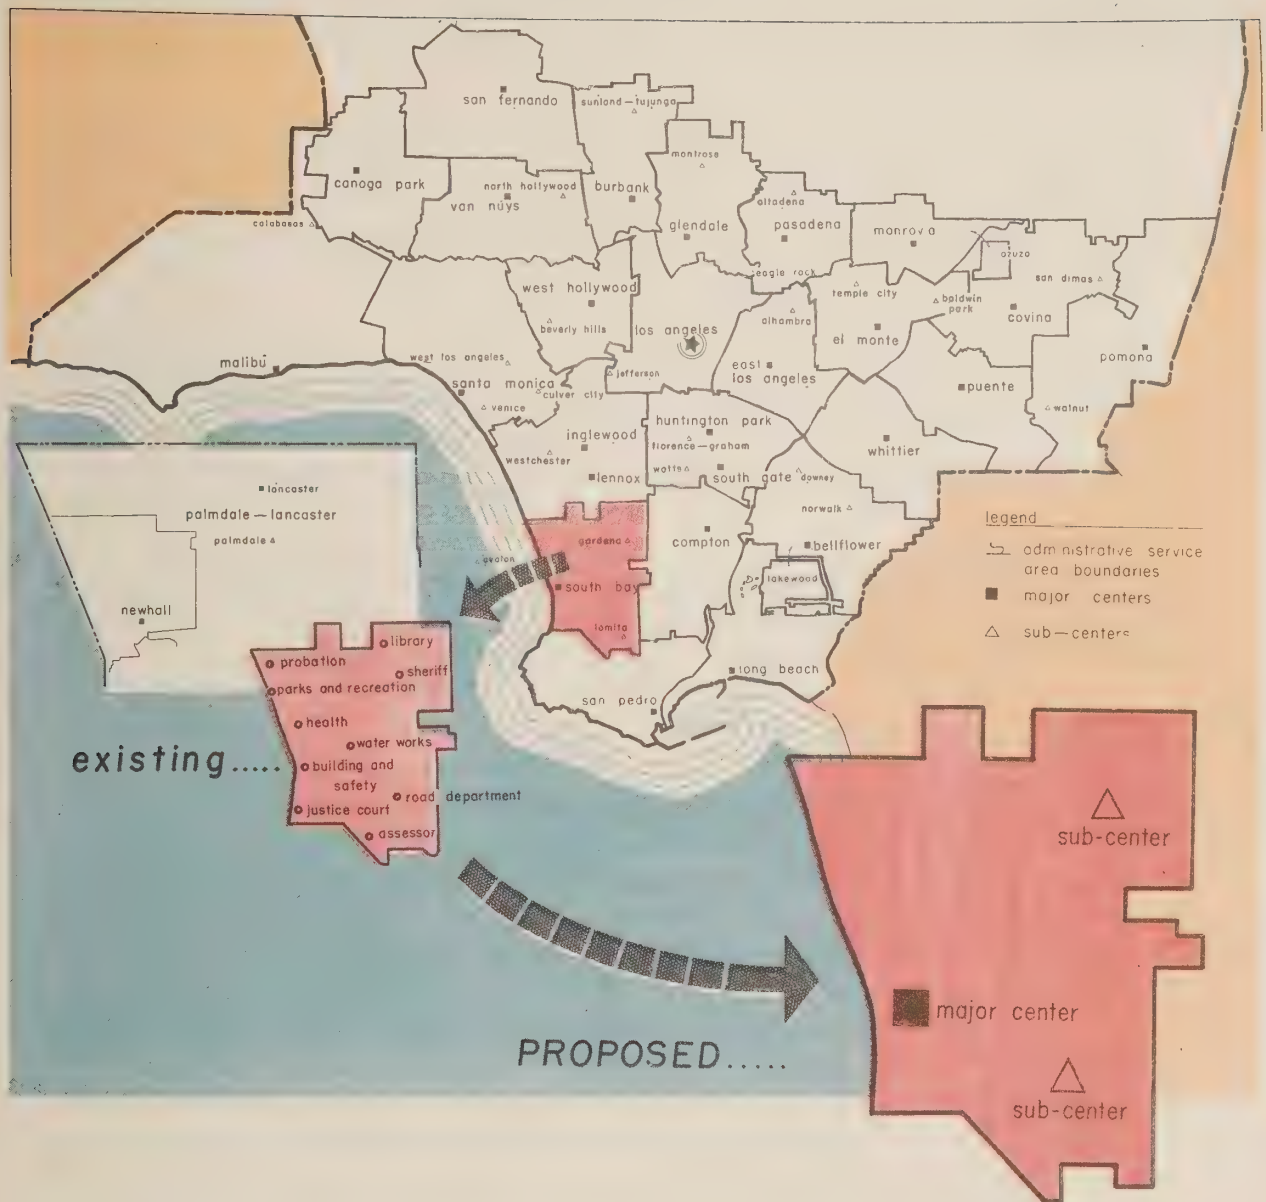 san fernando
sunland—tujunga
montrose
canoga park
north hollywood
van nuys
burbank
altadena
calabasas
glendale
pasadena
monrovia
azusa
eagle rock
san dimas
west hollywood
temple city
baldwin
park
covina
beverly hills
los angeles
alhambra
el monte
malibu
west los angeles
jefferson
east
los angeles
pomona
santa monica
culver city
puente
venice
walnut
huntington park
inglewood
florence—graham
whittier
westchester
watts
lennox
south gate
downey
lancaster
palmdale—lancaster
palmdale
norwalk
gardena
compton
bellflower
avalon
south bay
lakewood
newhall
lomita
long beach
san pedro
legend
administrative service
area boundaries
major centers
sub—centers
library
probation
sheriff
parks and recreation
health
water works
existing.....
building and
safety
road department
justice court
assessor
sub-center
major center
PROPOSED.....
sub-center